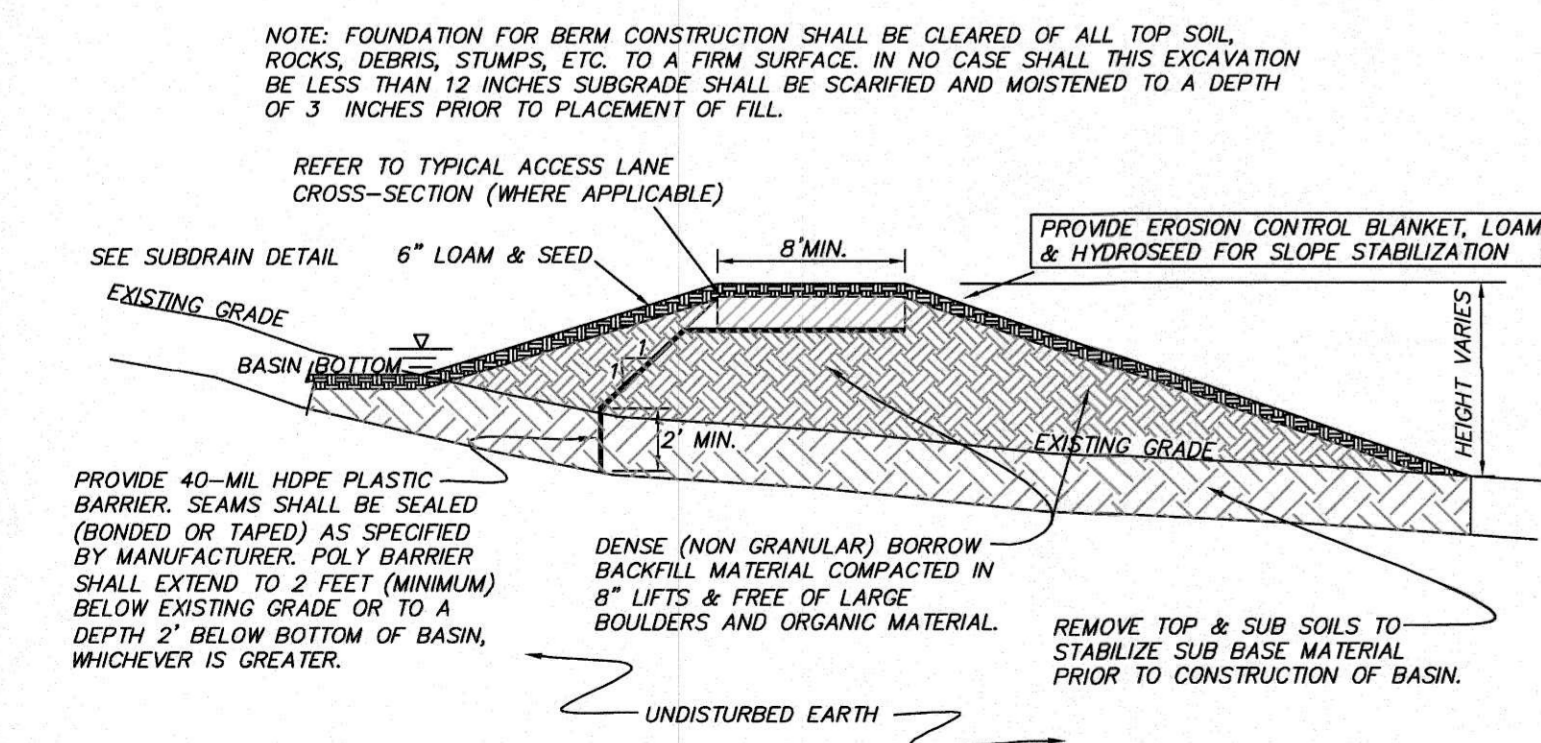 NOTE: FOUNDATION FOR BERM CONSTRUCTION SHALL BE CLEARED OF ALL TOP SOIL,
ROCKS, DEBRIS, STUMPS, ETC. TO A FIRM SURFACE. IN NO CASE SHALL THIS EXCAVATION
BE LESS THAN 12 INCHES SUBGRADE SHALL BE SCARIFIED AND MOISTENED TO A DEPTH
OF 3 INCHES PRIOR TO PLACEMENT OF FILL.
REFER TO TYPICAL ACCESS LANE
CROSS-SECTION (WHERE APPLICABLE)
PROVIDE EROSION CONTROL BLANKET, LOAM
& HYDROSEED FOR SLOPE STABILIZATION
SEE SUBDRAIN DETAIL
6" LOAM & SEED
8'MIN.
EXISTING GRADE
HEIGHT VARIES
BASIN BOTTOM
1
1
2' MIN.
EXISTING GRADE
PROVIDE 40-MIL HDPE PLASTIC
BARRIER. SEAMS SHALL BE SEALED
(BONDED OR TAPED) AS SPECIFIED
BY MANUFACTURER. POLY BARRIER
SHALL EXTEND TO 2 FEET (MINIMUM)
BELOW EXISTING GRADE OR TO A
DEPTH 2' BELOW BOTTOM OF BASIN,
WHICHEVER IS GREATER.
DENSE (NON GRANULAR) BORROW
BACKFILL MATERIAL COMPACTED IN
8" LIFTS & FREE OF LARGE
BOULDERS AND ORGANIC MATERIAL.
REMOVE TOP & SUB SOILS TO
STABILIZE SUB BASE MATERIAL
PRIOR TO CONSTRUCTION OF BASIN.
UNDISTURBED EARTH